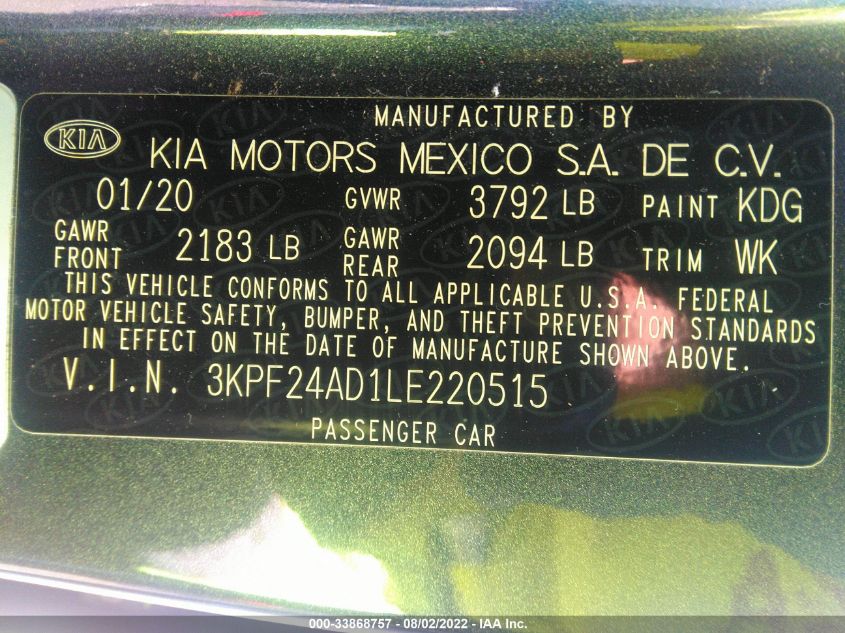 MANUFACTURED BY
KIA KIA MOTORS MEXICO S.A. DE C.V.
01/20 GVWR 3792 LB PAINT KDG
GAWR FRONT 2183 LB GAWR REAR 2094 LB TRIM WK
THIS VEHICLE CONFORMS TO ALL APPLICABLE U.S.A. FEDERAL
MOTOR VEHICLE SAFETY, BUMPER, AND THEFT PREVENTION STANDARDS
IN EFFECT ON THE DATE OF MANUFACTURE SHOWN ABOVE.
V.I.N. 3KPF24AD1LE220515
PASSENGER CAR
000-33868757 - 08/02/2022 - IAA Inc.